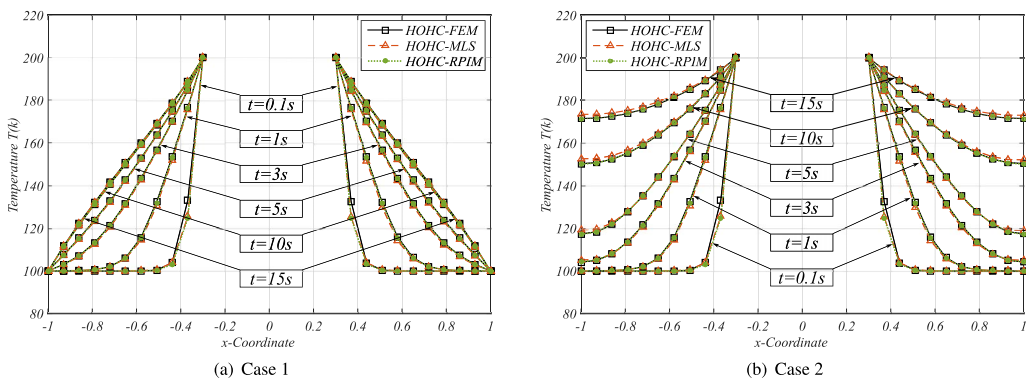 220
200
180
160
140
120
100
80
Temperature T(k)
HOHC-FEM
HOHC-MLS
HOHC-RPIM
t=0.1s
t=1s
t=3s
t=5s
t=10s
t=15s
-1 -0.8 -0.6 -0.4 -0.2 0 0.2 0.4 0.6 0.8 1
x-Coordinate
(a) Case 1
220
200
180
160
140
120
100
80
Temperature T(k)
HOHC-FEM
HOHC-MLS
HOHC-RPIM
t=15s
t=10s
t=5s
t=3s
t=1s
t=0.1s
-1 -0.8 -0.6 -0.4 -0.2 0 0.2 0.4 0.6 0.8 1
x-Coordinate
(b) Case 2